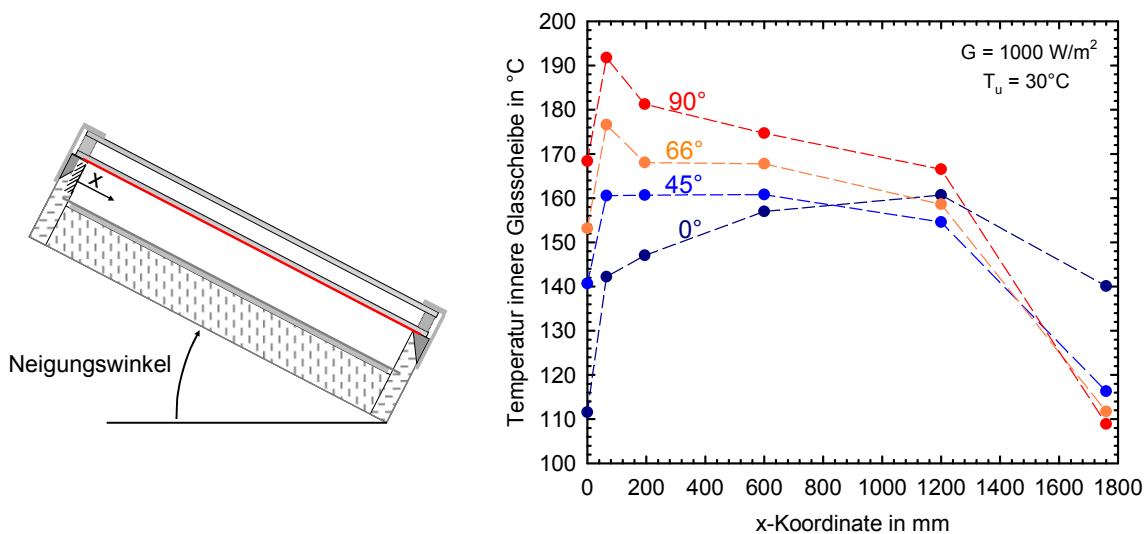 x
Neigungswinkel
Temperatur innere Glasscheibe in °C
200
190
180
170
160
150
140
130
120
110
100
G = 1000 W/m²
T_u = 30°C
90°
66°
45°
0°
0 200 400 600 800 1000 1200 1400 1600 1800
x-Koordinate in mm